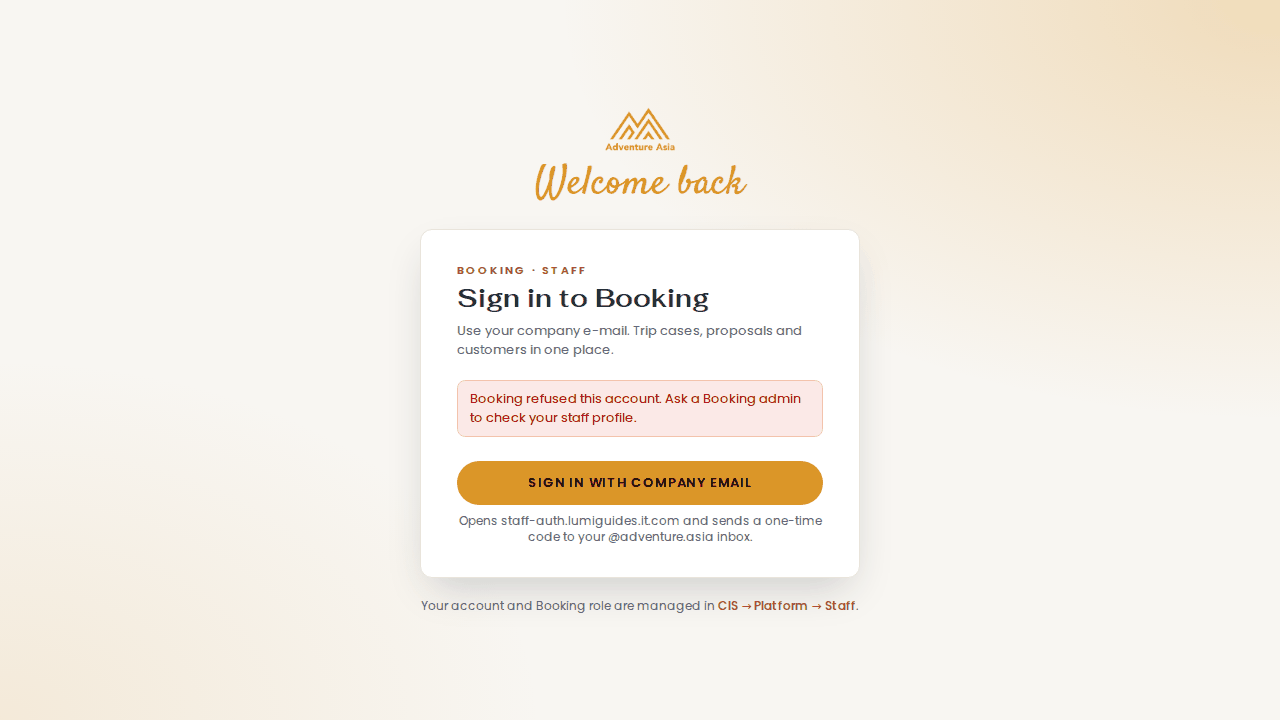 Adventure Asia
Welcome back
BOOKING · STAFF
Sign in to Booking
Use your company e-mail. Trip cases, proposals and
customers in one place.
Booking refused this account. Ask a Booking admin
to check your staff profile.
SIGN IN WITH COMPANY EMAIL
Opens staff-auth.lumiguides.it.com and sends a one-time
code to your @adventure.asia inbox.
Your account and Booking role are managed in CIS → Platform → Staff.